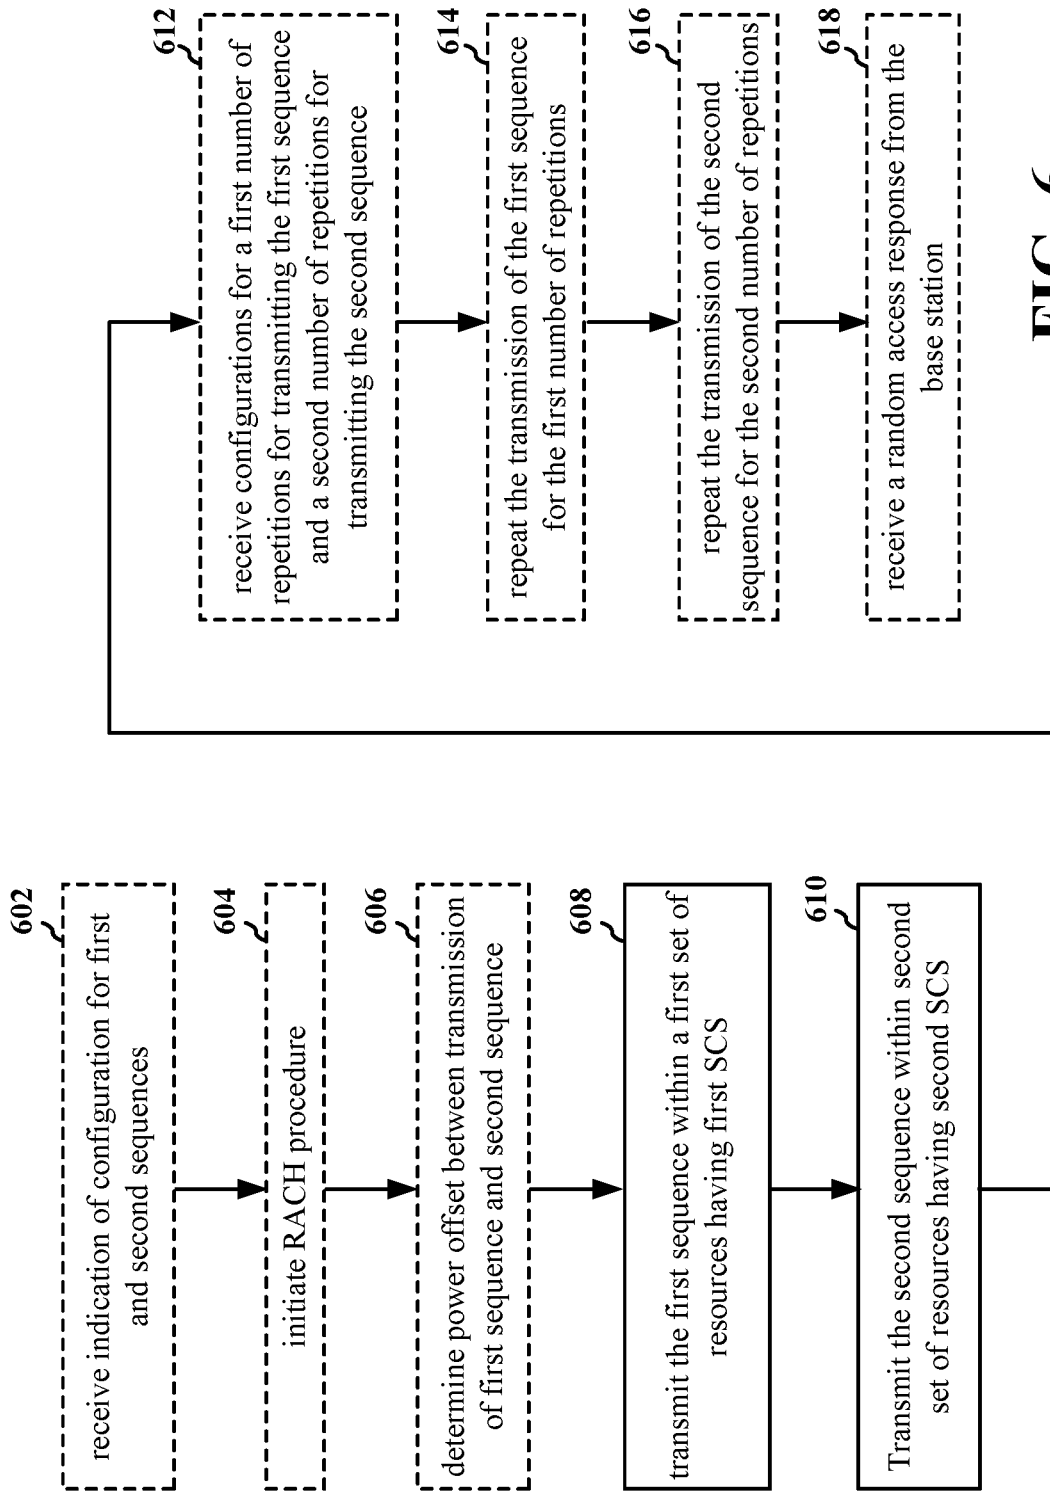 602
receive indication of configuration for first
and second sequences
604
initiate RACH procedure
606
determine power offset between transmission
of first sequence and second sequence
608
transmit the first sequence within a first set of
resources having first SCS
610
Transmit the second sequence within second
set of resources having second SCS
612
receive configurations for a first number of
repetitions for transmitting the first sequence
and a second number of repetitions for
transmitting the second sequence
614
repeat the transmission of the first sequence
for the first number of repetitions
616
repeat the transmission of the second
sequence for the second number of repetitions
618
receive a random access response from the
base station